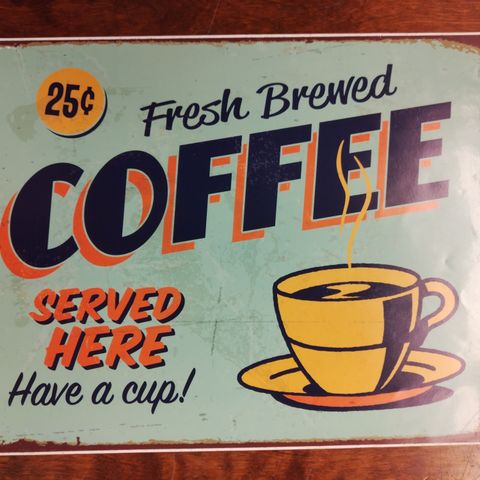 25¢
Fresh Brewed
COFFEE
SERVED
HERE
Have a cup!